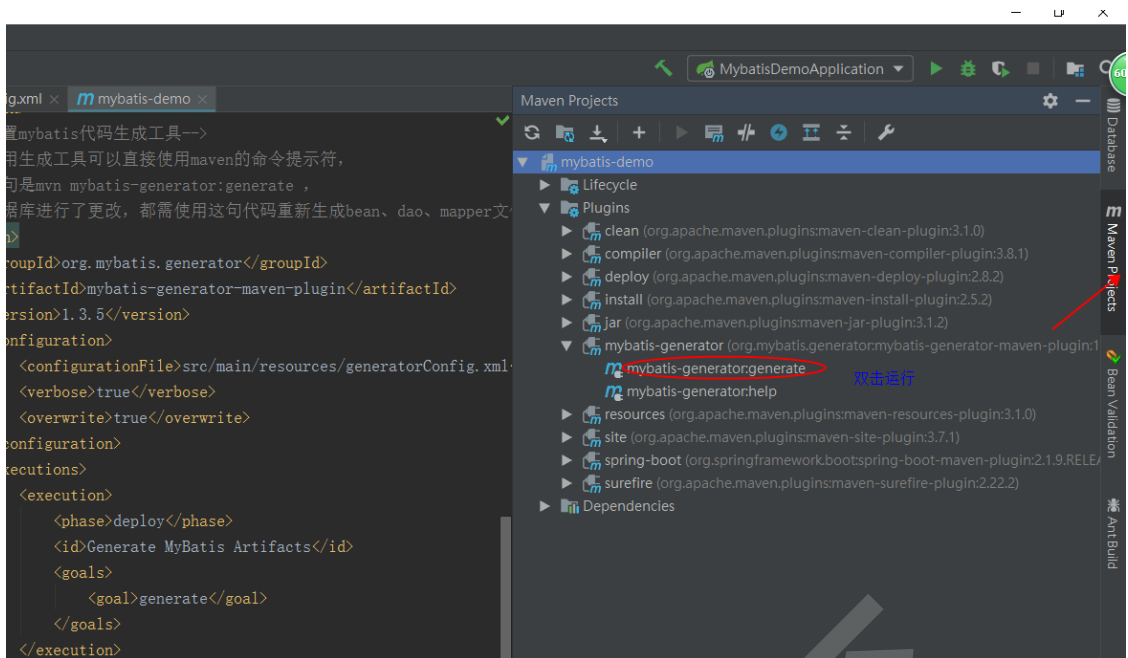 MybatisDemoApplication
60
ig.xml
mybatis-demo
置mybatis代码生成工具-->
用生成工具可以直接使用maven的命令提示符,
句是mvn mybatis-generator:generate ,
据库进行了更改, 都需使用这句代码重新生成bean、dao、mapper文
n>
roupId>org.mybatis.generator</groupId>
rtifactId>mybatis-generator-maven-plugin</artifactId>
ersion>1.3.5</version>
onfiguration>
<configurationFile>src/main/resources/generatorConfig.xml
<verbose>true</verbose>
<overwrite>true</overwrite>
configuration>
xecutions>
<execution>
<phase>deploy</phase>
<id>Generate MyBatis Artifacts</id>
<goals>
<goal>generate</goal>
</goals>
</execution>
Maven Projects
mybatis-demo
Lifecycle
Plugins
clean (org.apache.maven.plugins:maven-clean-plugin:3.1.0)
compiler (org.apache.maven.plugins:maven-compiler-plugin:3.8.1)
deploy (org.apache.maven.plugins:maven-deploy-plugin:2.8.2)
install (org.apache.maven.plugins:maven-install-plugin:2.5.2)
jar (org.apache.maven.plugins:maven-jar-plugin:3.1.2)
mybatis-generator (org.mybatis.generator:mybatis-generator-maven-plugin:1
mybatis-generator:generate
双击运行
mybatis-generator:help
resources (org.apache.maven.plugins:maven-resources-plugin:3.1.0)
site (org.apache.maven.plugins:maven-site-plugin:3.7.1)
spring-boot (org.springframework.boot:spring-boot-maven-plugin:2.1.9.RELEA
surefire (org.apache.maven.plugins:maven-surefire-plugin:2.22.2)
Dependencies
Database
Maven Projects
Bean Validation
Ant Build